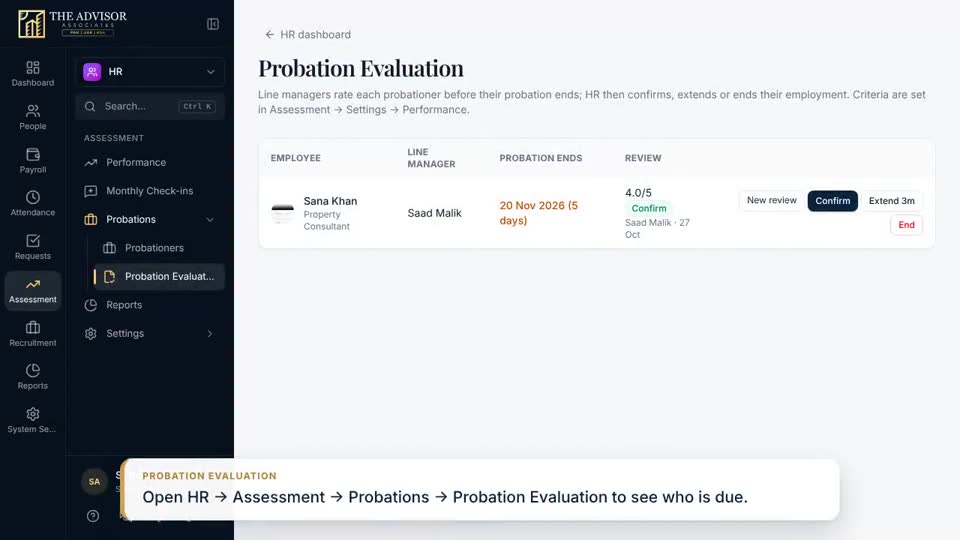 THE ADVISOR
ASSOCIATES
PAK | UAE | KSA
HR
Search...
Ctrl K
ASSESSMENT
Performance
Monthly Check-ins
Probations
Probationers
Probation Evaluat...
Reports
Settings
Dashboard
People
Payroll
Attendance
Requests
Assessment
Recruitment
Reports
System Se...
SA
← HR dashboard
Probation Evaluation
Line managers rate each probationer before their probation ends; HR then confirms, extends or ends their employment. Criteria are set
in Assessment → Settings → Performance.
EMPLOYEE
LINE
MANAGER
PROBATION ENDS
REVIEW
Sana Khan
Property
Consultant
Saad Malik
20 Nov 2026 (5
days)
4.0/5
Confirm
Saad Malik · 27
Oct
New review
Confirm
Extend 3m
End
PROBATION EVALUATION
Open HR → Assessment → Probations → Probation Evaluation to see who is due.